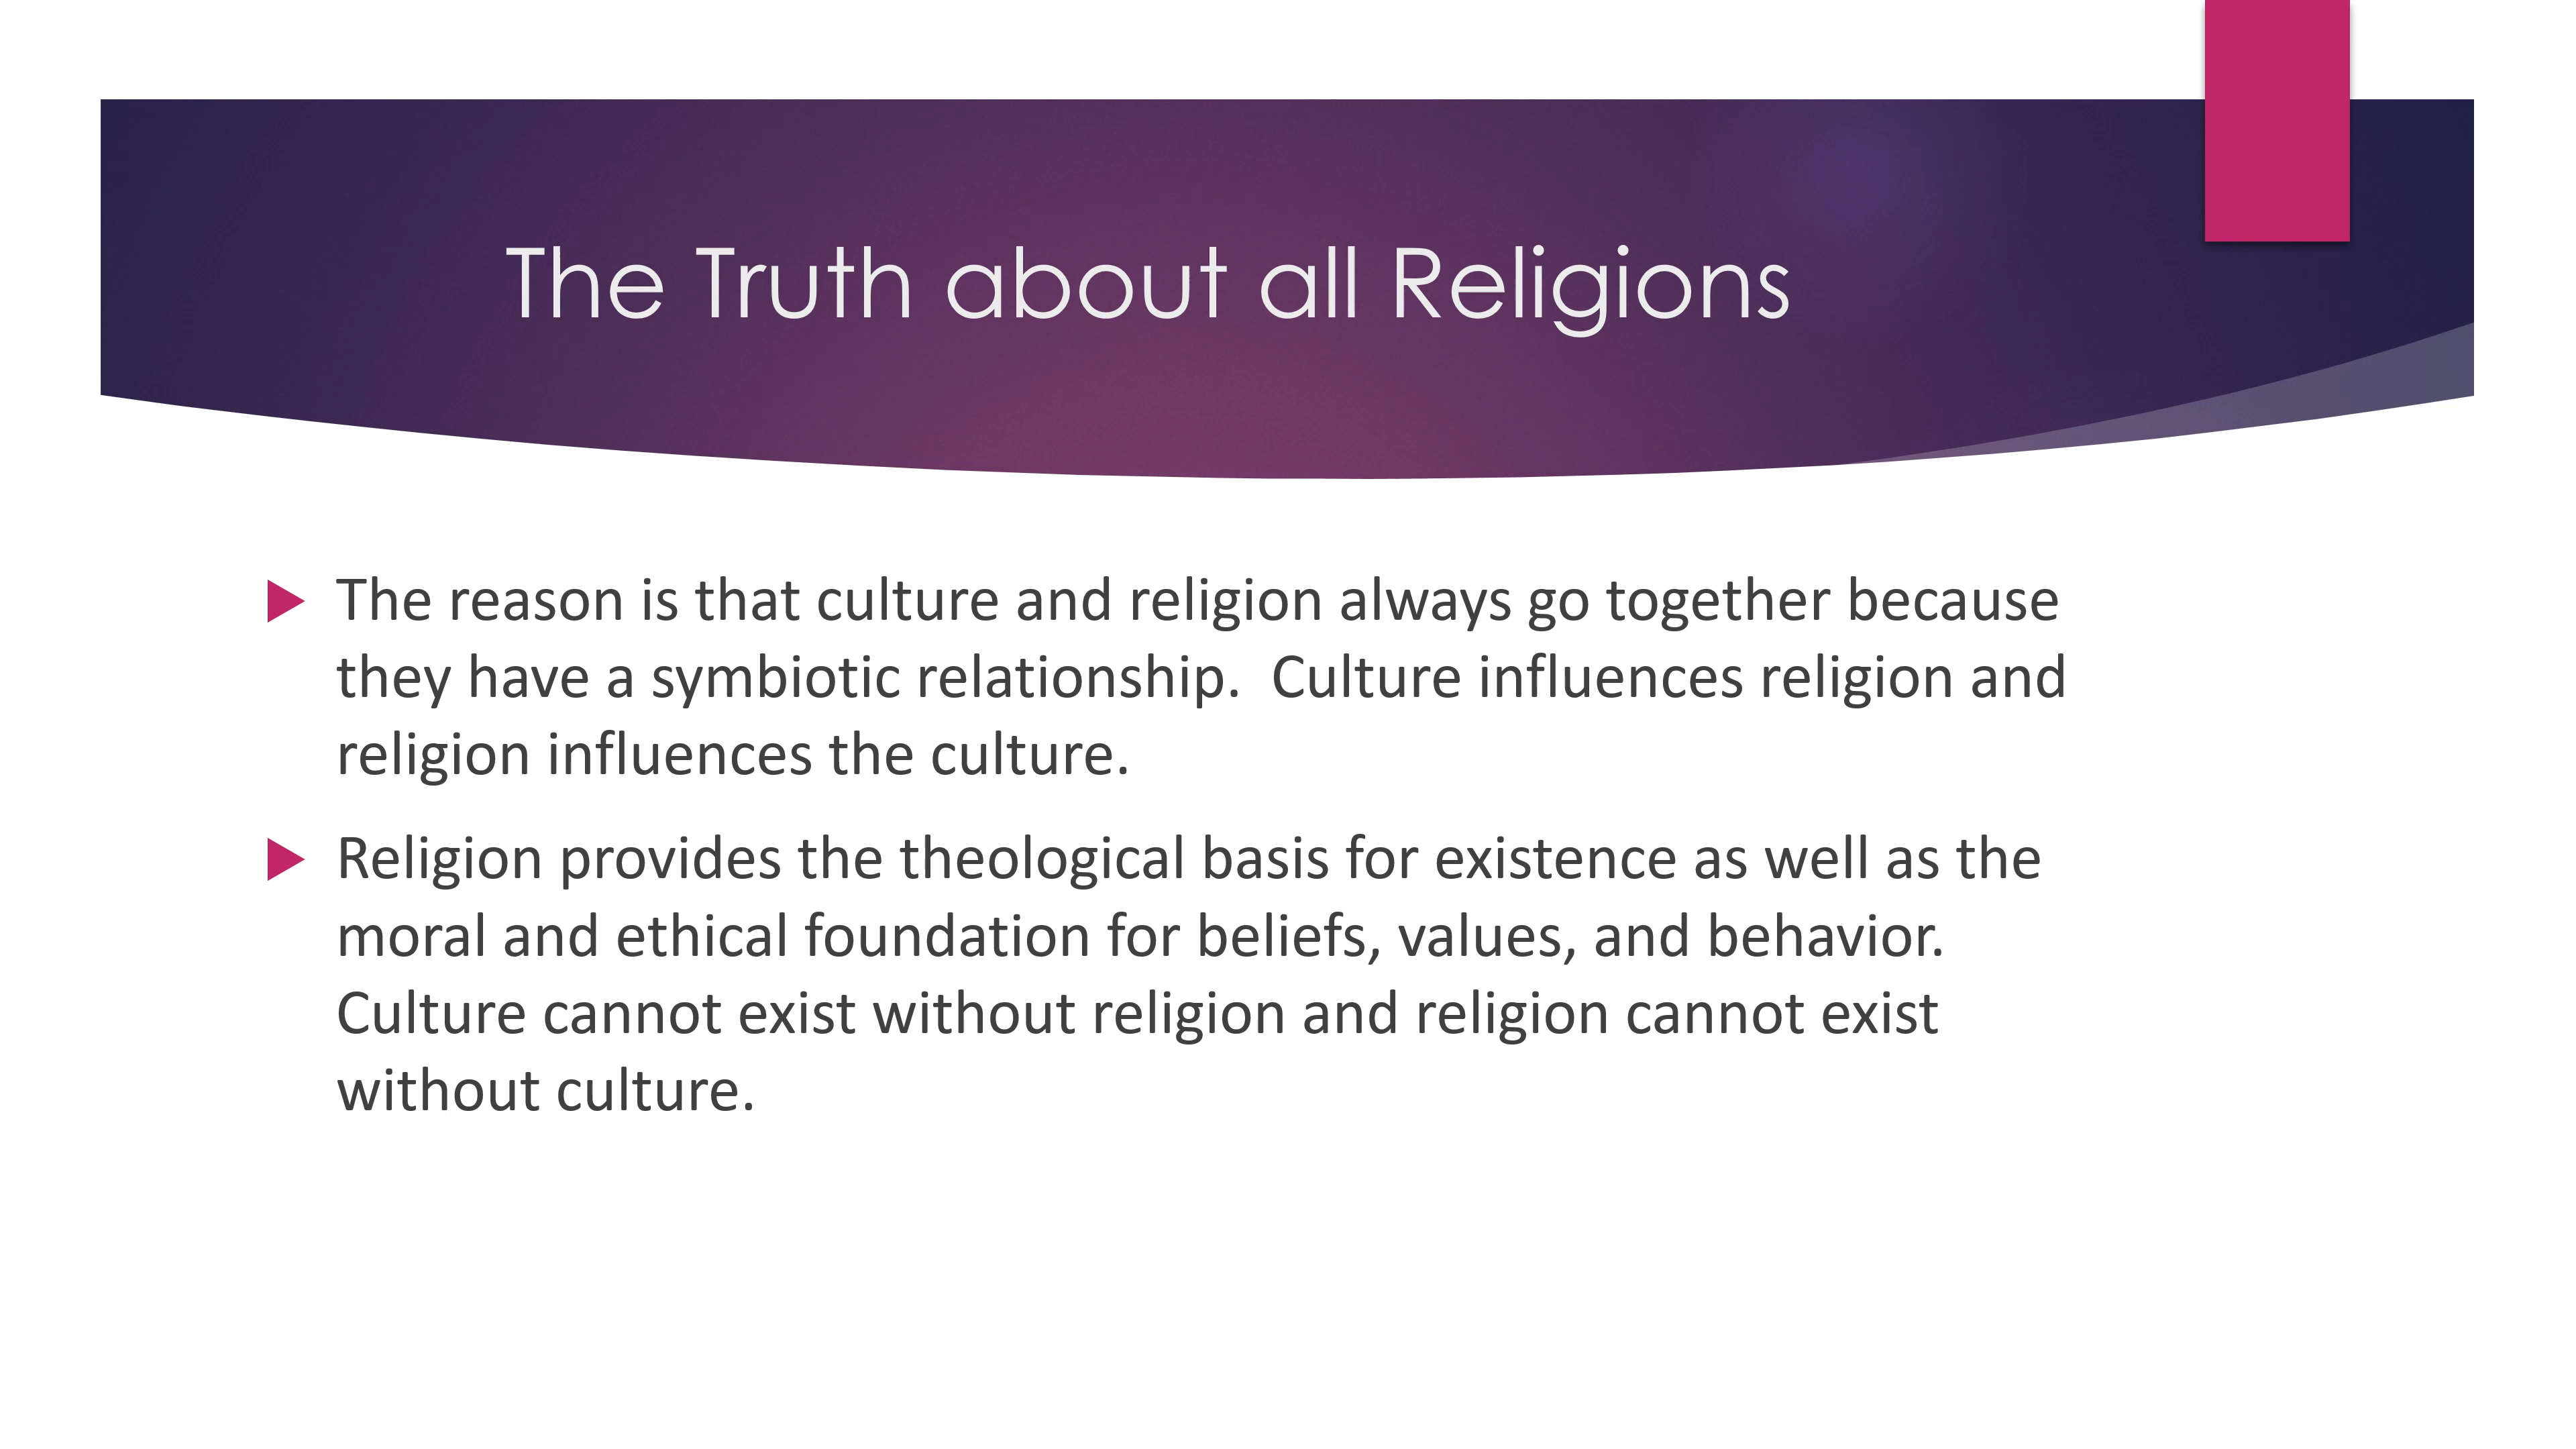 The Truth about all Religions
The reason is that culture and religion always go together because
they have a symbiotic relationship.  Culture influences religion and
religion influences the culture.
Religion provides the theological basis for existence as well as the
moral and ethical foundation for beliefs, values, and behavior.
Culture cannot exist without religion and religion cannot exist
without culture.